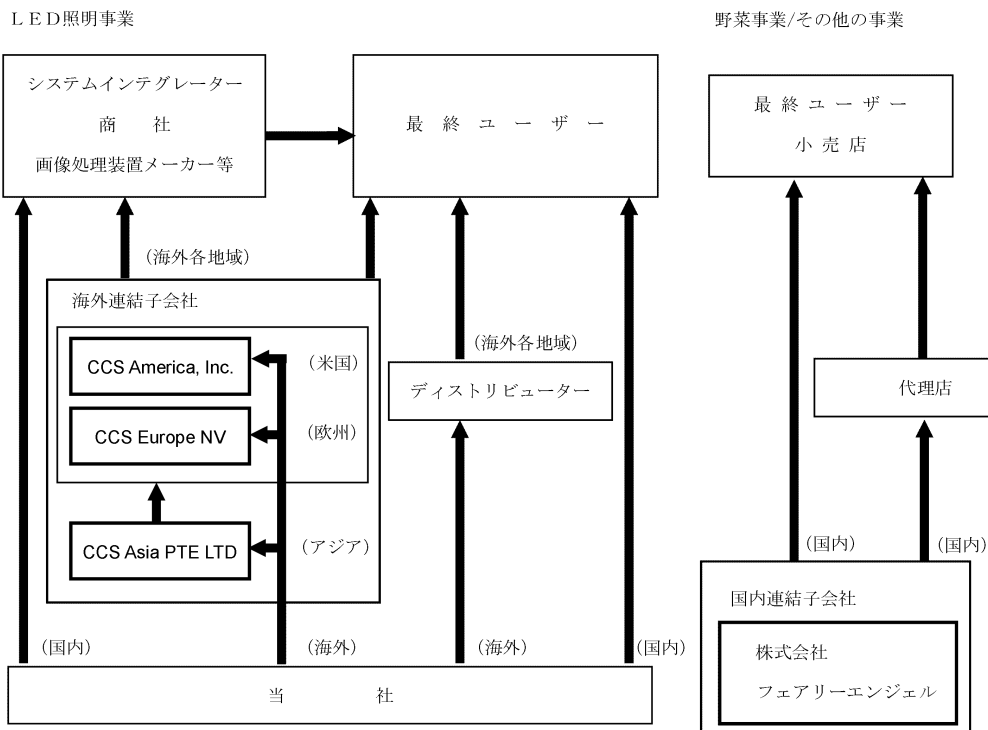 ＬＥＤ照明事業
野菜事業/その他の事業
システムインテグレーター
商　社
画像処理装置メーカー等
最 終 ユ ー ザ ー
最 終 ユ ー ザ ー
小 売 店
（海外各地域）
海外連結子会社
CCS America, Inc.
（米国）
CCS Europe NV
（欧州）
CCS Asia PTE LTD
（アジア）
（海外各地域）
ディストリビューター
代理店
（国内）
（国内）
国内連結子会社
株式会社
フェアリーエンジェル
（国内）
（海外）
（海外）
（国内）
当　社